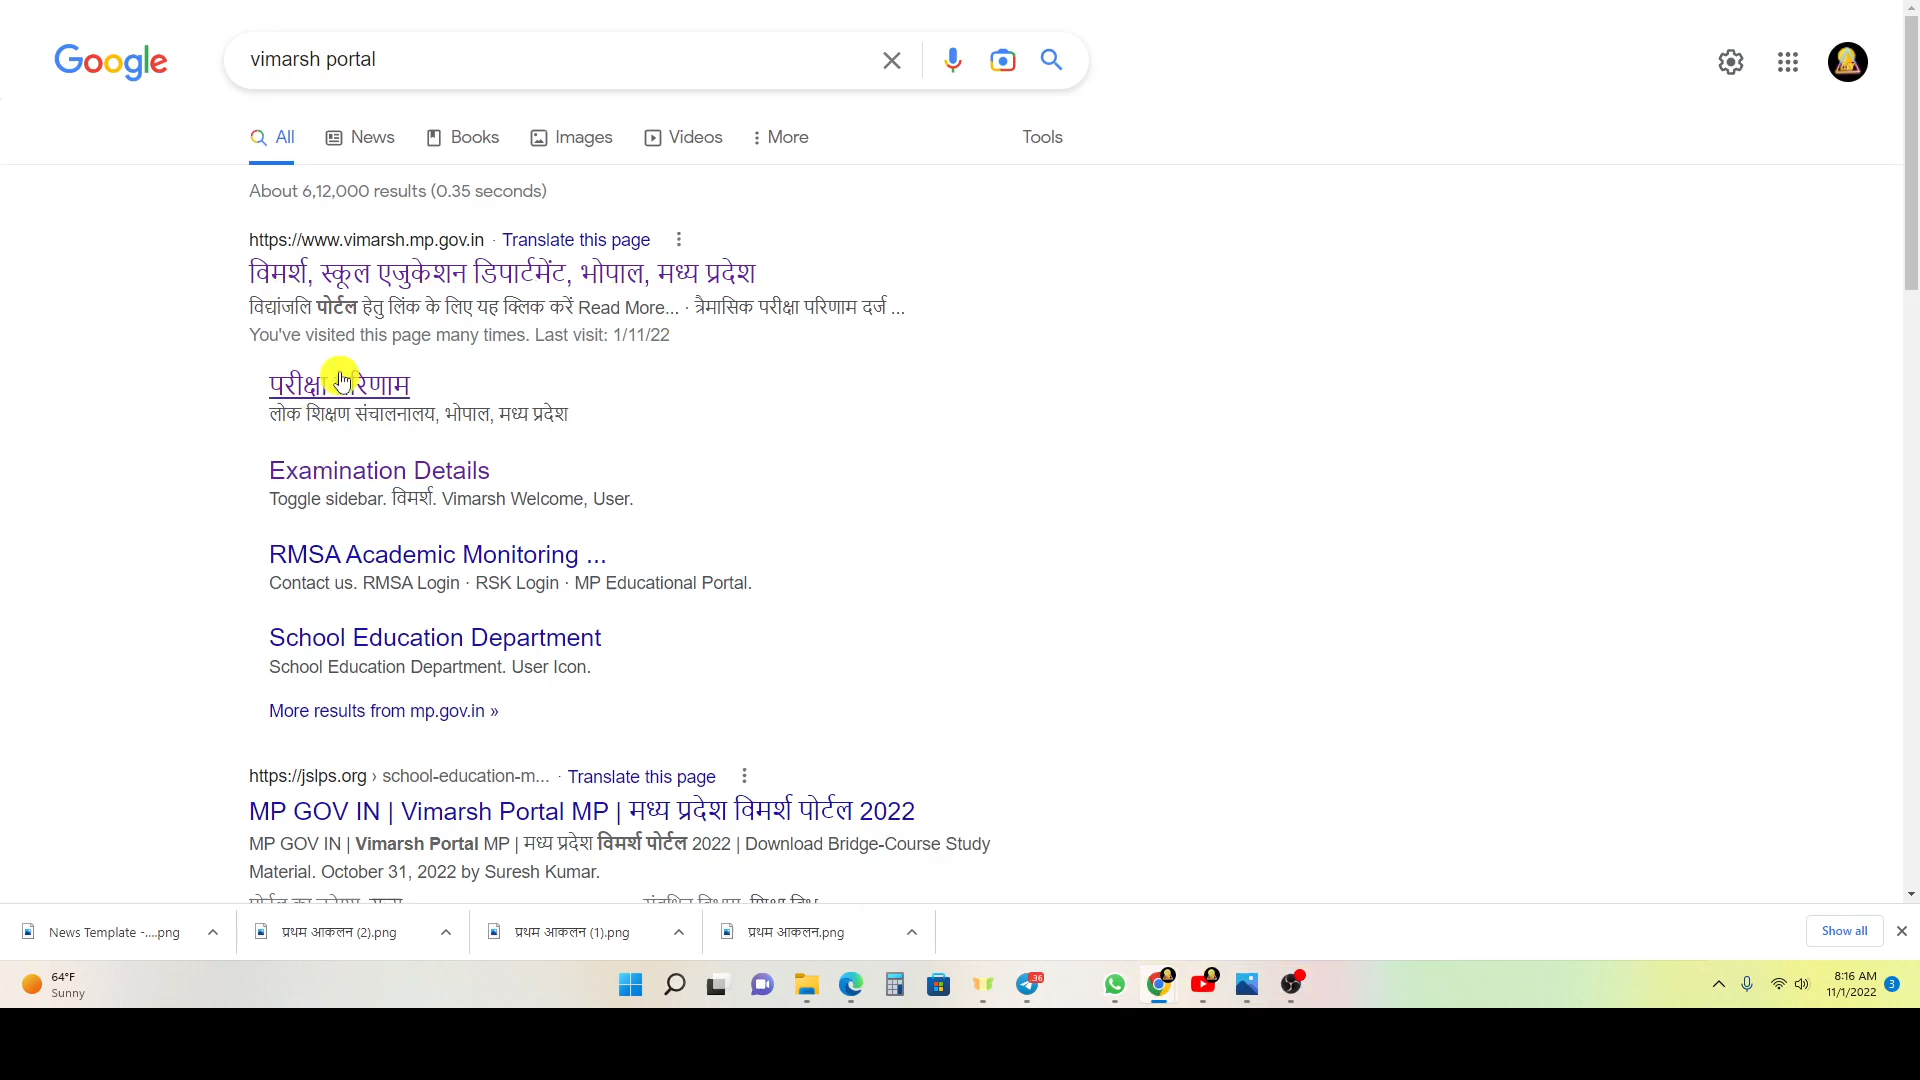 Google
vimarsh portal
All News Books Images Videos More Tools
About 6,12,000 results (0.35 seconds)
https://www.vimarsh.mp.gov.in · Translate this page
विमर्श, स्कूल एजुकेशन डिपार्टमेंट, भोपाल, मध्य प्रदेश
विद्यांजलि पोर्टल हेतु लिंक के लिए यह क्लिक करें Read More... · त्रैमासिक परीक्षा परिणाम दर्ज ...
You've visited this page many times. Last visit: 1/11/22
परीक्षा परिणाम
लोक शिक्षण संचालनालय, भोपाल, मध्य प्रदेश
Examination Details
Toggle sidebar. विमर्श. Vimarsh Welcome, User.
RMSA Academic Monitoring ...
Contact us. RMSA Login · RSK Login · MP Educational Portal.
School Education Department
School Education Department. User Icon.
More results from mp.gov.in »
https://jslps.org › school-education-m... · Translate this page
MP GOV IN | Vimarsh Portal MP | मध्य प्रदेश विमर्श पोर्टल 2022
MP GOV IN | Vimarsh Portal MP | मध्य प्रदेश विमर्श पोर्टल 2022 | Download Bridge-Course Study
Material. October 31, 2022 by Suresh Kumar.
News Template -....png प्रथम आकलन (2).png प्रथम आकलन (1).png प्रथम आकलन.png Show all
64°F
Sunny
36
8:16 AM
11/1/2022 3